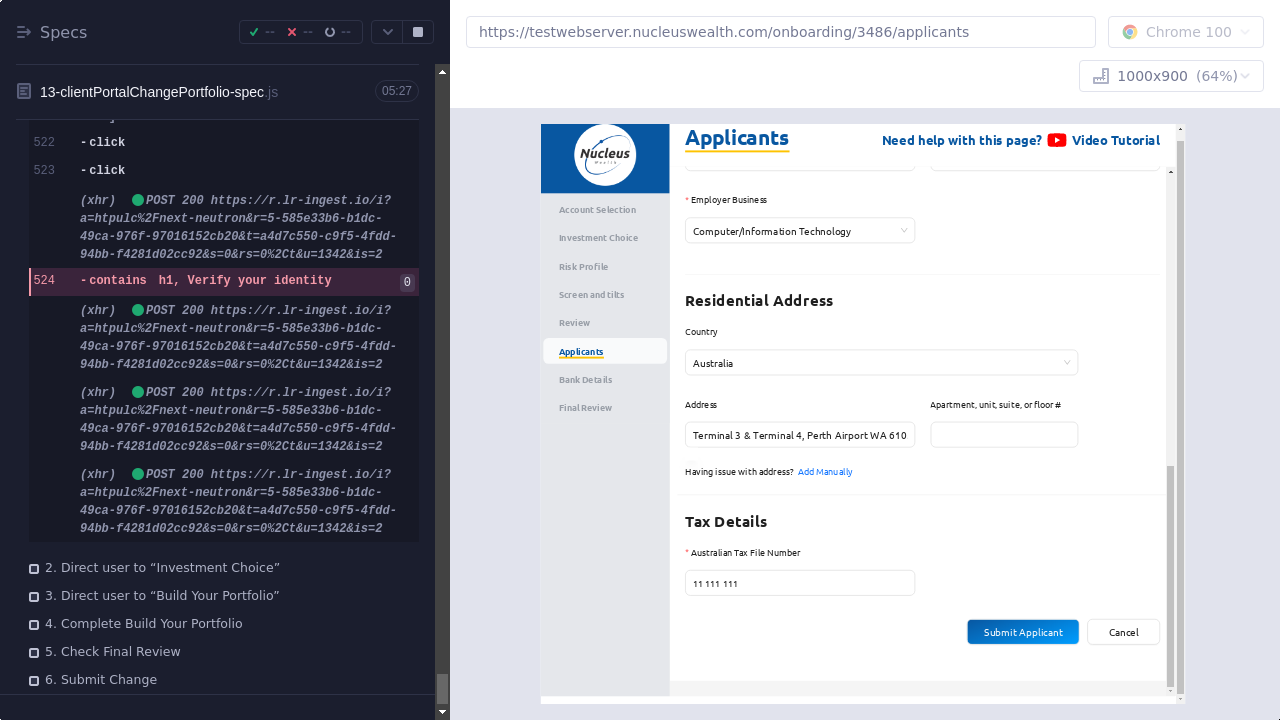 Specs
--
--
--
13-clientPortalChangePortfolio-spec.js
05:27
522 -click
523 -click
(xhr) POST 200 https://r.lr-ingest.io/i?
a=htpulc%2Fnext-neutron&r=5-585e33b6-b1dc-
49ca-976f-97016152cb20&t=a4d7c550-c9f5-4fdd-
94bb-f4281d02cc92&s=0&rs=0%2Ct&u=1342&is=2
524 -contains h1, Verify your identity 0
(xhr) POST 200 https://r.lr-ingest.io/i?
a=htpulc%2Fnext-neutron&r=5-585e33b6-b1dc-
49ca-976f-97016152cb20&t=a4d7c550-c9f5-4fdd-
94bb-f4281d02cc92&s=0&rs=0%2Ct&u=1342&is=2
(xhr) POST 200 https://r.lr-ingest.io/i?
a=htpulc%2Fnext-neutron&r=5-585e33b6-b1dc-
49ca-976f-97016152cb20&t=a4d7c550-c9f5-4fdd-
94bb-f4281d02cc92&s=0&rs=0%2Ct&u=1342&is=2
(xhr) POST 200 https://r.lr-ingest.io/i?
a=htpulc%2Fnext-neutron&r=5-585e33b6-b1dc-
49ca-976f-97016152cb20&t=a4d7c550-c9f5-4fdd-
94bb-f4281d02cc92&s=0&rs=0%2Ct&u=1342&is=2
2. Direct user to “Investment Choice”
3. Direct user to “Build Your Portfolio”
4. Complete Build Your Portfolio
5. Check Final Review
6. Submit Change
https://testwebserver.nucleuswealth.com/onboarding/3486/applicants
Chrome 100
1000x900 (64%)
Nucleus
Wealth
Account Selection
Investment Choice
Risk Profile
Screen and tilts
Review
Applicants
Bank Details
Final Review
Applicants
Need help with this page? Video Tutorial
* Employer Business
Computer/Information Technology
Residential Address
Country
Australia
Address
Apartment, unit, suite, or floor #
Terminal 3 & Terminal 4, Perth Airport WA 610
Having issue with address? Add Manually
Tax Details
* Australian Tax File Number
11 111 111
Submit Applicant
Cancel